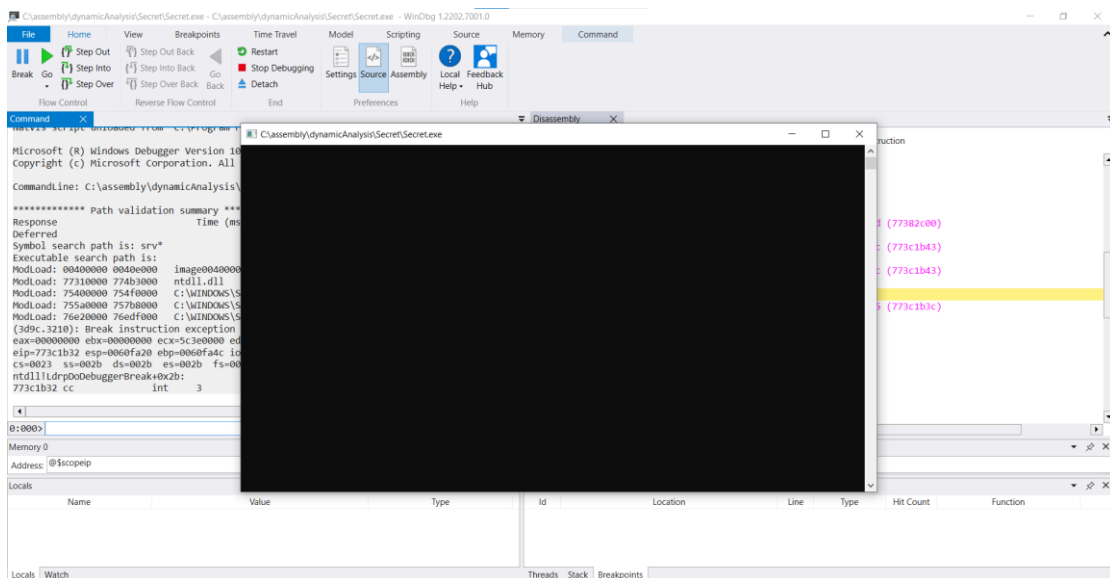 C:\assembly\dynamicAnalysis\Secret\Secret.exe - C:\assembly\dynamicAnalysis\Secret\Secret.exe - WinDbg 1.2202.7001.0
File Home View Breakpoints Time Travel Model Scripting Source Memory Command
Break
Go
Step Out
Step Into
Step Over
Flow Control
Step Out Back
Step Into Back
Step Over Back
Go
Back
Reverse Flow Control
Restart
Stop Debugging
Detach
End
Settings Source Assembly
Preferences
Local
Help
Feedback
Hub
Help
Command
Disassembly
Natvis script unloaded from 'C:\Program
Microsoft (R) Windows Debugger Version 10
Copyright (c) Microsoft Corporation. All
CommandLine: C:\assembly\dynamicAnalysis\
************* Path validation summary ***
Response Time (ms
Deferred
Symbol search path is: srv*
Executable search path is:
ModLoad: 00400000 0040e000 image0040000
ModLoad: 77310000 774b3000 ntdll.dll
ModLoad: 75400000 754f0000 C:\WINDOWS\S
ModLoad: 755a0000 757b8000 C:\WINDOWS\S
ModLoad: 76e20000 76edf000 C:\WINDOWS\S
(3d9c.3210): Break instruction exception
eax=00000000 ebx=00000000 ecx=5c3e0000 ed
eip=773c1b32 esp=0060fa20 ebp=0060fa4c io
cs=0023 ss=002b ds=002b es=002b fs=00
ntdll!LdrpDoDebuggerBreak+0x2b:
773c1b32 cc int 3
0:000>
C:\assembly\dynamicAnalysis\Secret\Secret.exe
ruction
(77382c00)
(773c1b43)
(773c1b43)
(773c1b3c)
Memory 0
Address: @$scopeip
Locals
Name Value Type
Id Location Line Type Hit Count Function
Locals Watch
Threads Stack Breakpoints